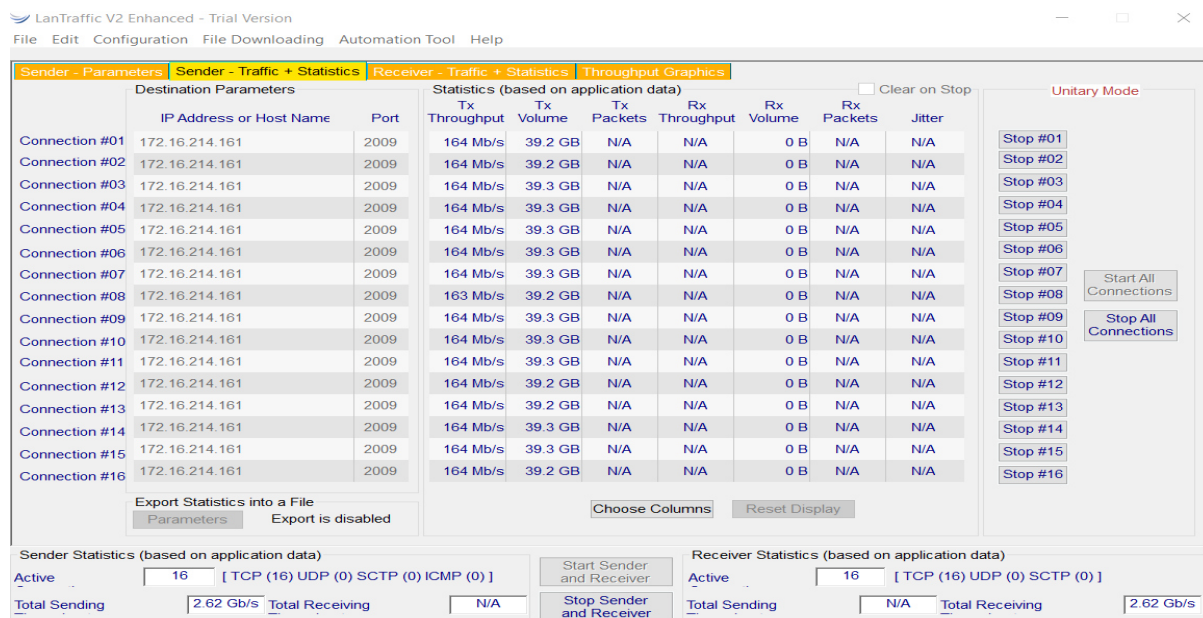 LanTraffic V2 Enhanced - Trial Version
File Edit Configuration File Downloading Automation Tool Help
Sender - Parameters Sender - Traffic + Statistics Receiver - Traffic + Statistics Throughput Graphics
Destination Parameters Statistics (based on application data) Clear on Stop Unitary Mode
Tx Tx Tx Rx Rx Rx
IP Address or Host Name Port Throughput Volume Packets Throughput Volume Packets Jitter
Connection #01 172.16.214.161 2009 164 Mb/s 39.2 GB N/A N/A 0 B N/A N/A Stop #01
Connection #02 172.16.214.161 2009 164 Mb/s 39.2 GB N/A N/A 0 B N/A N/A Stop #02
Connection #03 172.16.214.161 2009 164 Mb/s 39.3 GB N/A N/A 0 B N/A N/A Stop #03
Connection #04 172.16.214.161 2009 164 Mb/s 39.3 GB N/A N/A 0 B N/A N/A Stop #04
Connection #05 172.16.214.161 2009 164 Mb/s 39.3 GB N/A N/A 0 B N/A N/A Stop #05
Connection #06 172.16.214.161 2009 164 Mb/s 39.3 GB N/A N/A 0 B N/A N/A Stop #06
Connection #07 172.16.214.161 2009 164 Mb/s 39.3 GB N/A N/A 0 B N/A N/A Stop #07 Start All
Connection #08 172.16.214.161 2009 163 Mb/s 39.2 GB N/A N/A 0 B N/A N/A Stop #08 Connections
Connection #09 172.16.214.161 2009 164 Mb/s 39.3 GB N/A N/A 0 B N/A N/A Stop #09 Stop All
Connection #10 172.16.214.161 2009 164 Mb/s 39.3 GB N/A N/A 0 B N/A N/A Stop #10 Connections
Connection #11 172.16.214.161 2009 164 Mb/s 39.3 GB N/A N/A 0 B N/A N/A Stop #11
Connection #12 172.16.214.161 2009 164 Mb/s 39.2 GB N/A N/A 0 B N/A N/A Stop #12
Connection #13 172.16.214.161 2009 164 Mb/s 39.2 GB N/A N/A 0 B N/A N/A Stop #13
Connection #14 172.16.214.161 2009 164 Mb/s 39.3 GB N/A N/A 0 B N/A N/A Stop #14
Connection #15 172.16.214.161 2009 164 Mb/s 39.3 GB N/A N/A 0 B N/A N/A Stop #15
Connection #16 172.16.214.161 2009 164 Mb/s 39.2 GB N/A N/A 0 B N/A N/A Stop #16
Export Statistics into a File
Parameters Export is disabled Choose Columns Reset Display
Sender Statistics (based on application data) Receiver Statistics (based on application data)
Start Sender
Active 16 [ TCP (16) UDP (0) SCTP (0) ICMP (0) ] and Receiver Active 16 [ TCP (16) UDP (0) SCTP (0) ]
Total Sending 2.62 Gb/s Total Receiving N/A Stop Sender Total Sending N/A Total Receiving 2.62 Gb/s
and Receiver